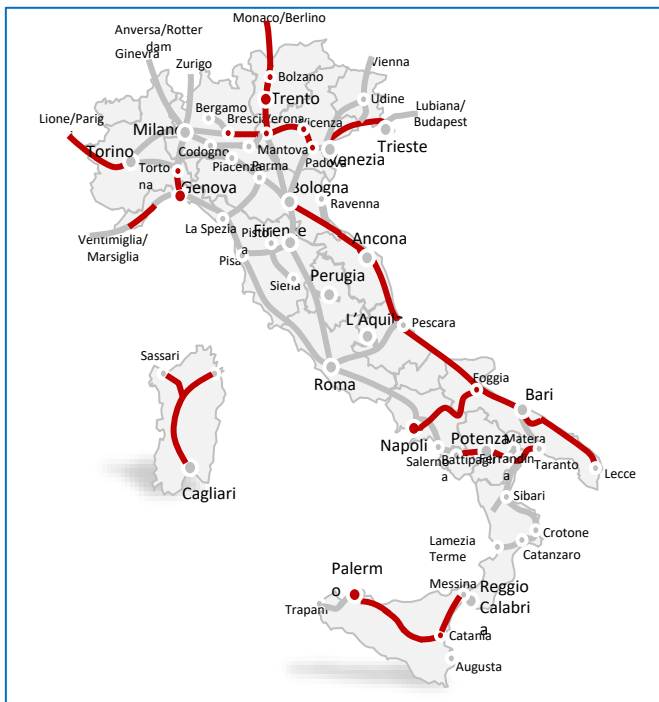 Monaco/Berlino
Anversa/Rotter
dam
Ginevra
Zurigo
Vienna
Bolzano
Udine
Trento
Bergamo
Lubiana/
Budapest
Lione/Parig
i
Milano
Brescia
Verona
Vicenza
Trieste
Torino
Codogno
Mantova
Padova
Venezia
Piacenza
Parma
Torto
na
Genova
Bologna
Ravenna
La Spezia
Pistoi
a
Firenze
Ancona
Ventimiglia/
Marsiglia
Pisa
Perugia
Siena
L'Aquila
Pescara
Roma
Sassari
Foggia
Bari
Napoli
Potenza
Matera
Salerno
Battipagli
a
Ferrandin
a
Taranto
Lecce
Cagliari
Sibari
Crotone
Lamezia
Terme
Catanzaro
Palerm
o
Messina
Reggio
Calabri
a
Trapani
Catania
Augusta